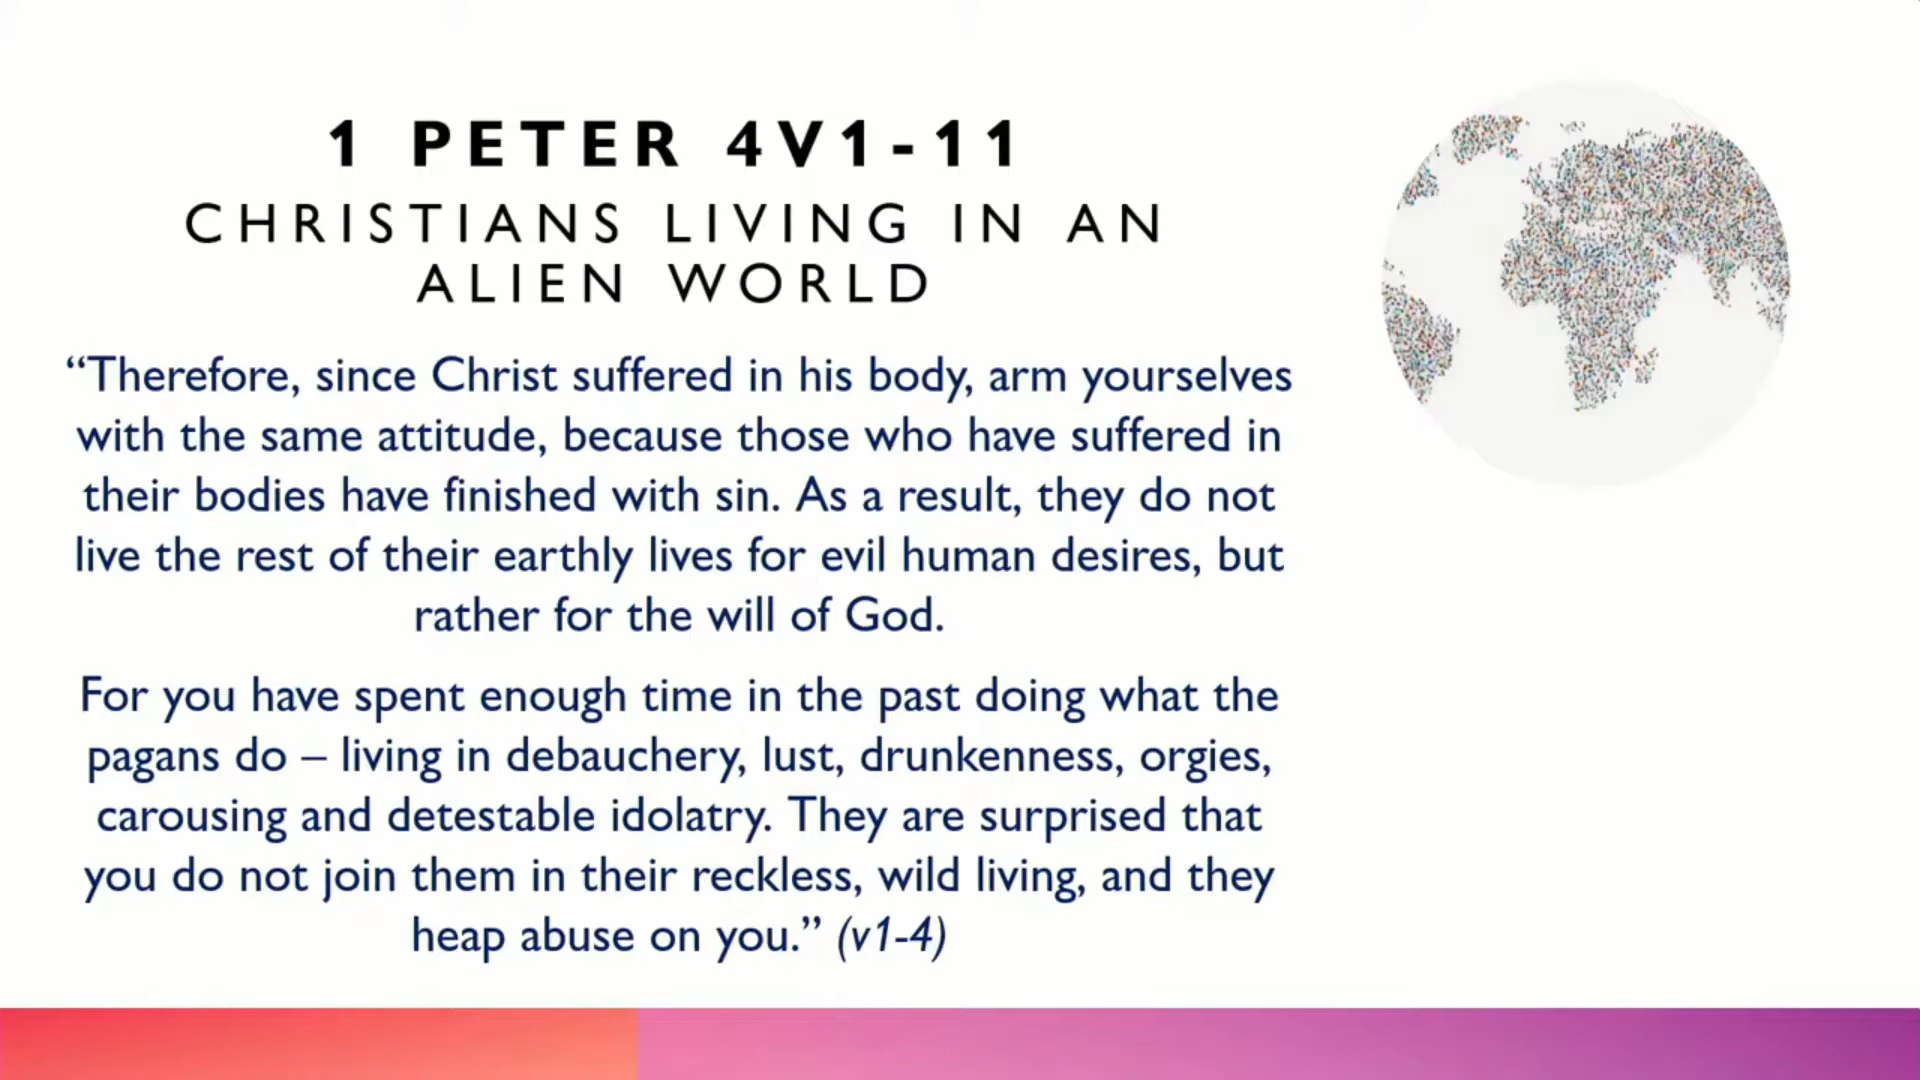 1 PETER 4V1-11
CHRISTIANS LIVING IN AN
ALIEN WORLD
“Therefore, since Christ suffered in his body, arm yourselves
with the same attitude, because those who have suffered in
their bodies have finished with sin. As a result, they do not
live the rest of their earthly lives for evil human desires, but
rather for the will of God.
For you have spent enough time in the past doing what the
pagans do – living in debauchery, lust, drunkenness, orgies,
carousing and detestable idolatry. They are surprised that
you do not join them in their reckless, wild living, and they
heap abuse on you.” (v1-4)